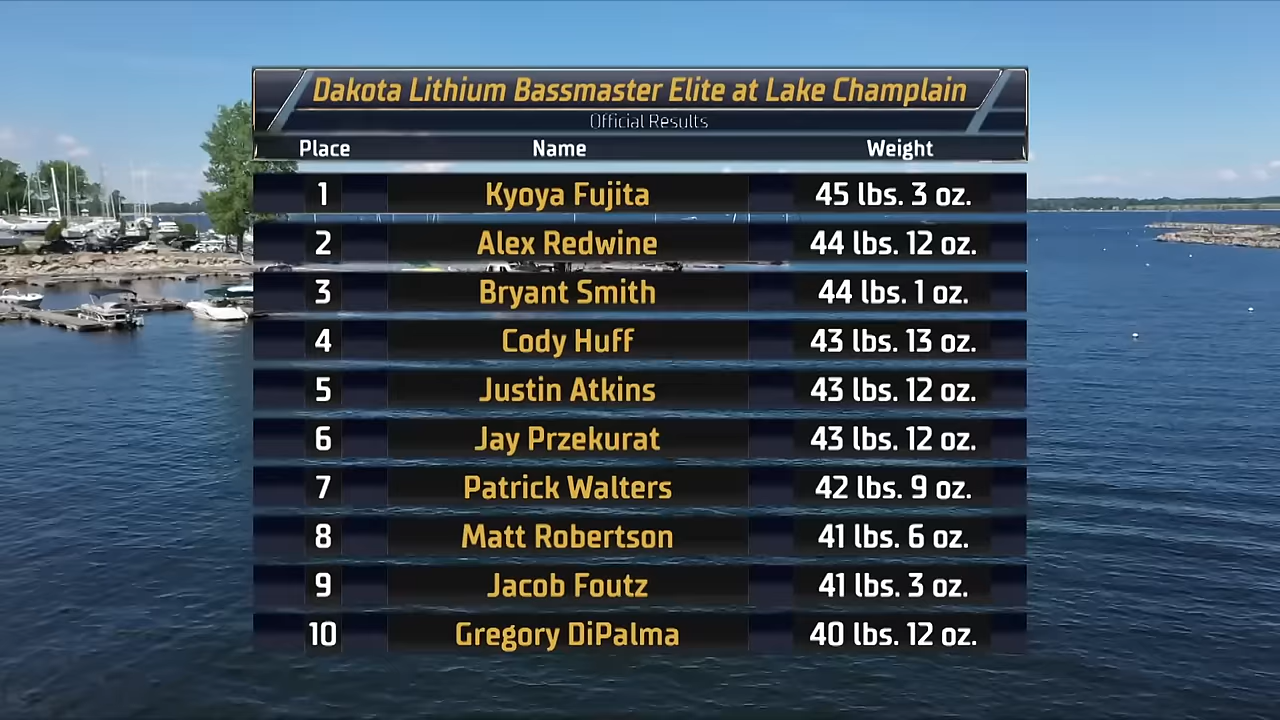 Dakota Lithium Bassmaster Elite at Lake Champlain
Official Results
Place Name Weight
1 Kyoya Fujita 45 lbs. 3 oz.
2 Alex Redwine 44 lbs. 12 oz.
3 Bryant Smith 44 lbs. 1 oz.
4 Cody Huff 43 lbs. 13 oz.
5 Justin Atkins 43 lbs. 12 oz.
6 Jay Przekurat 43 lbs. 12 oz.
7 Patrick Walters 42 lbs. 9 oz.
8 Matt Robertson 41 lbs. 6 oz.
9 Jacob Foutz 41 lbs. 3 oz.
10 Gregory DiPalma 40 lbs. 12 oz.